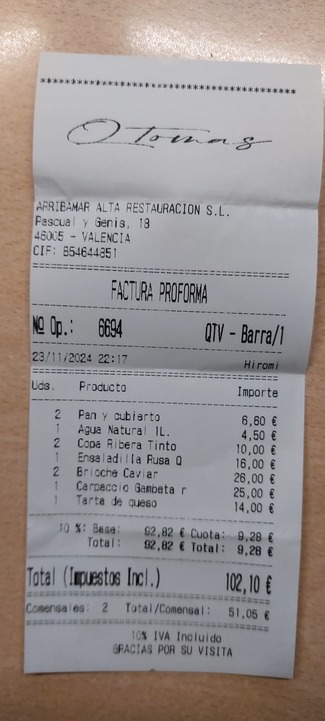 ****************************************
Q Tomas
ARRIBAMAR ALTA RESTAURACION S.L.
Pascual y Genis, 18
46005 - VALENCIA
CIF: B54644851
FACTURA PROFORMA
Nº Op.: 6694 QTV - Barra/1
23/11/2024 22:17 Hiromi
Uds. Producto Importe
2 Pan y cubierto 6,60 €
1 Agua Natural 1L. 4,50 €
2 Copa Ribera Tinto 10,00 €
1 Ensaladilla Rusa Q 16,00 €
2 Brioche Caviar 26,00 €
1 Carpaccio Gambeta r 25,00 €
1 Tarta de queso 14,00 €
10 %: Base: 92,82 € Cuota: 9,28 €
Total: 92,82 € Total: 9,28 €
Total (Impuestos Incl.) 102,10 €
Comensales: 2 Total/Comensal: 51,05 €
10% IVA Incluido
GRACIAS POR SU VISITA